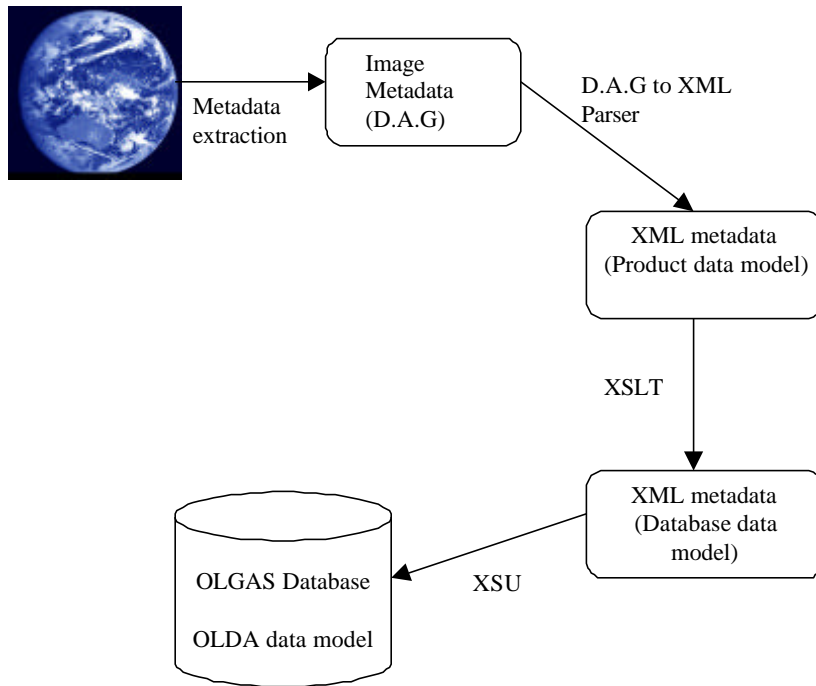 Metadata
extraction
Image
Metadata
(D.A.G)
D.A.G to XML
Parser
XML metadata
(Product data model)
XSLT
XML metadata
(Database data
model)
XSU
OLGAS Database
OLDA data model